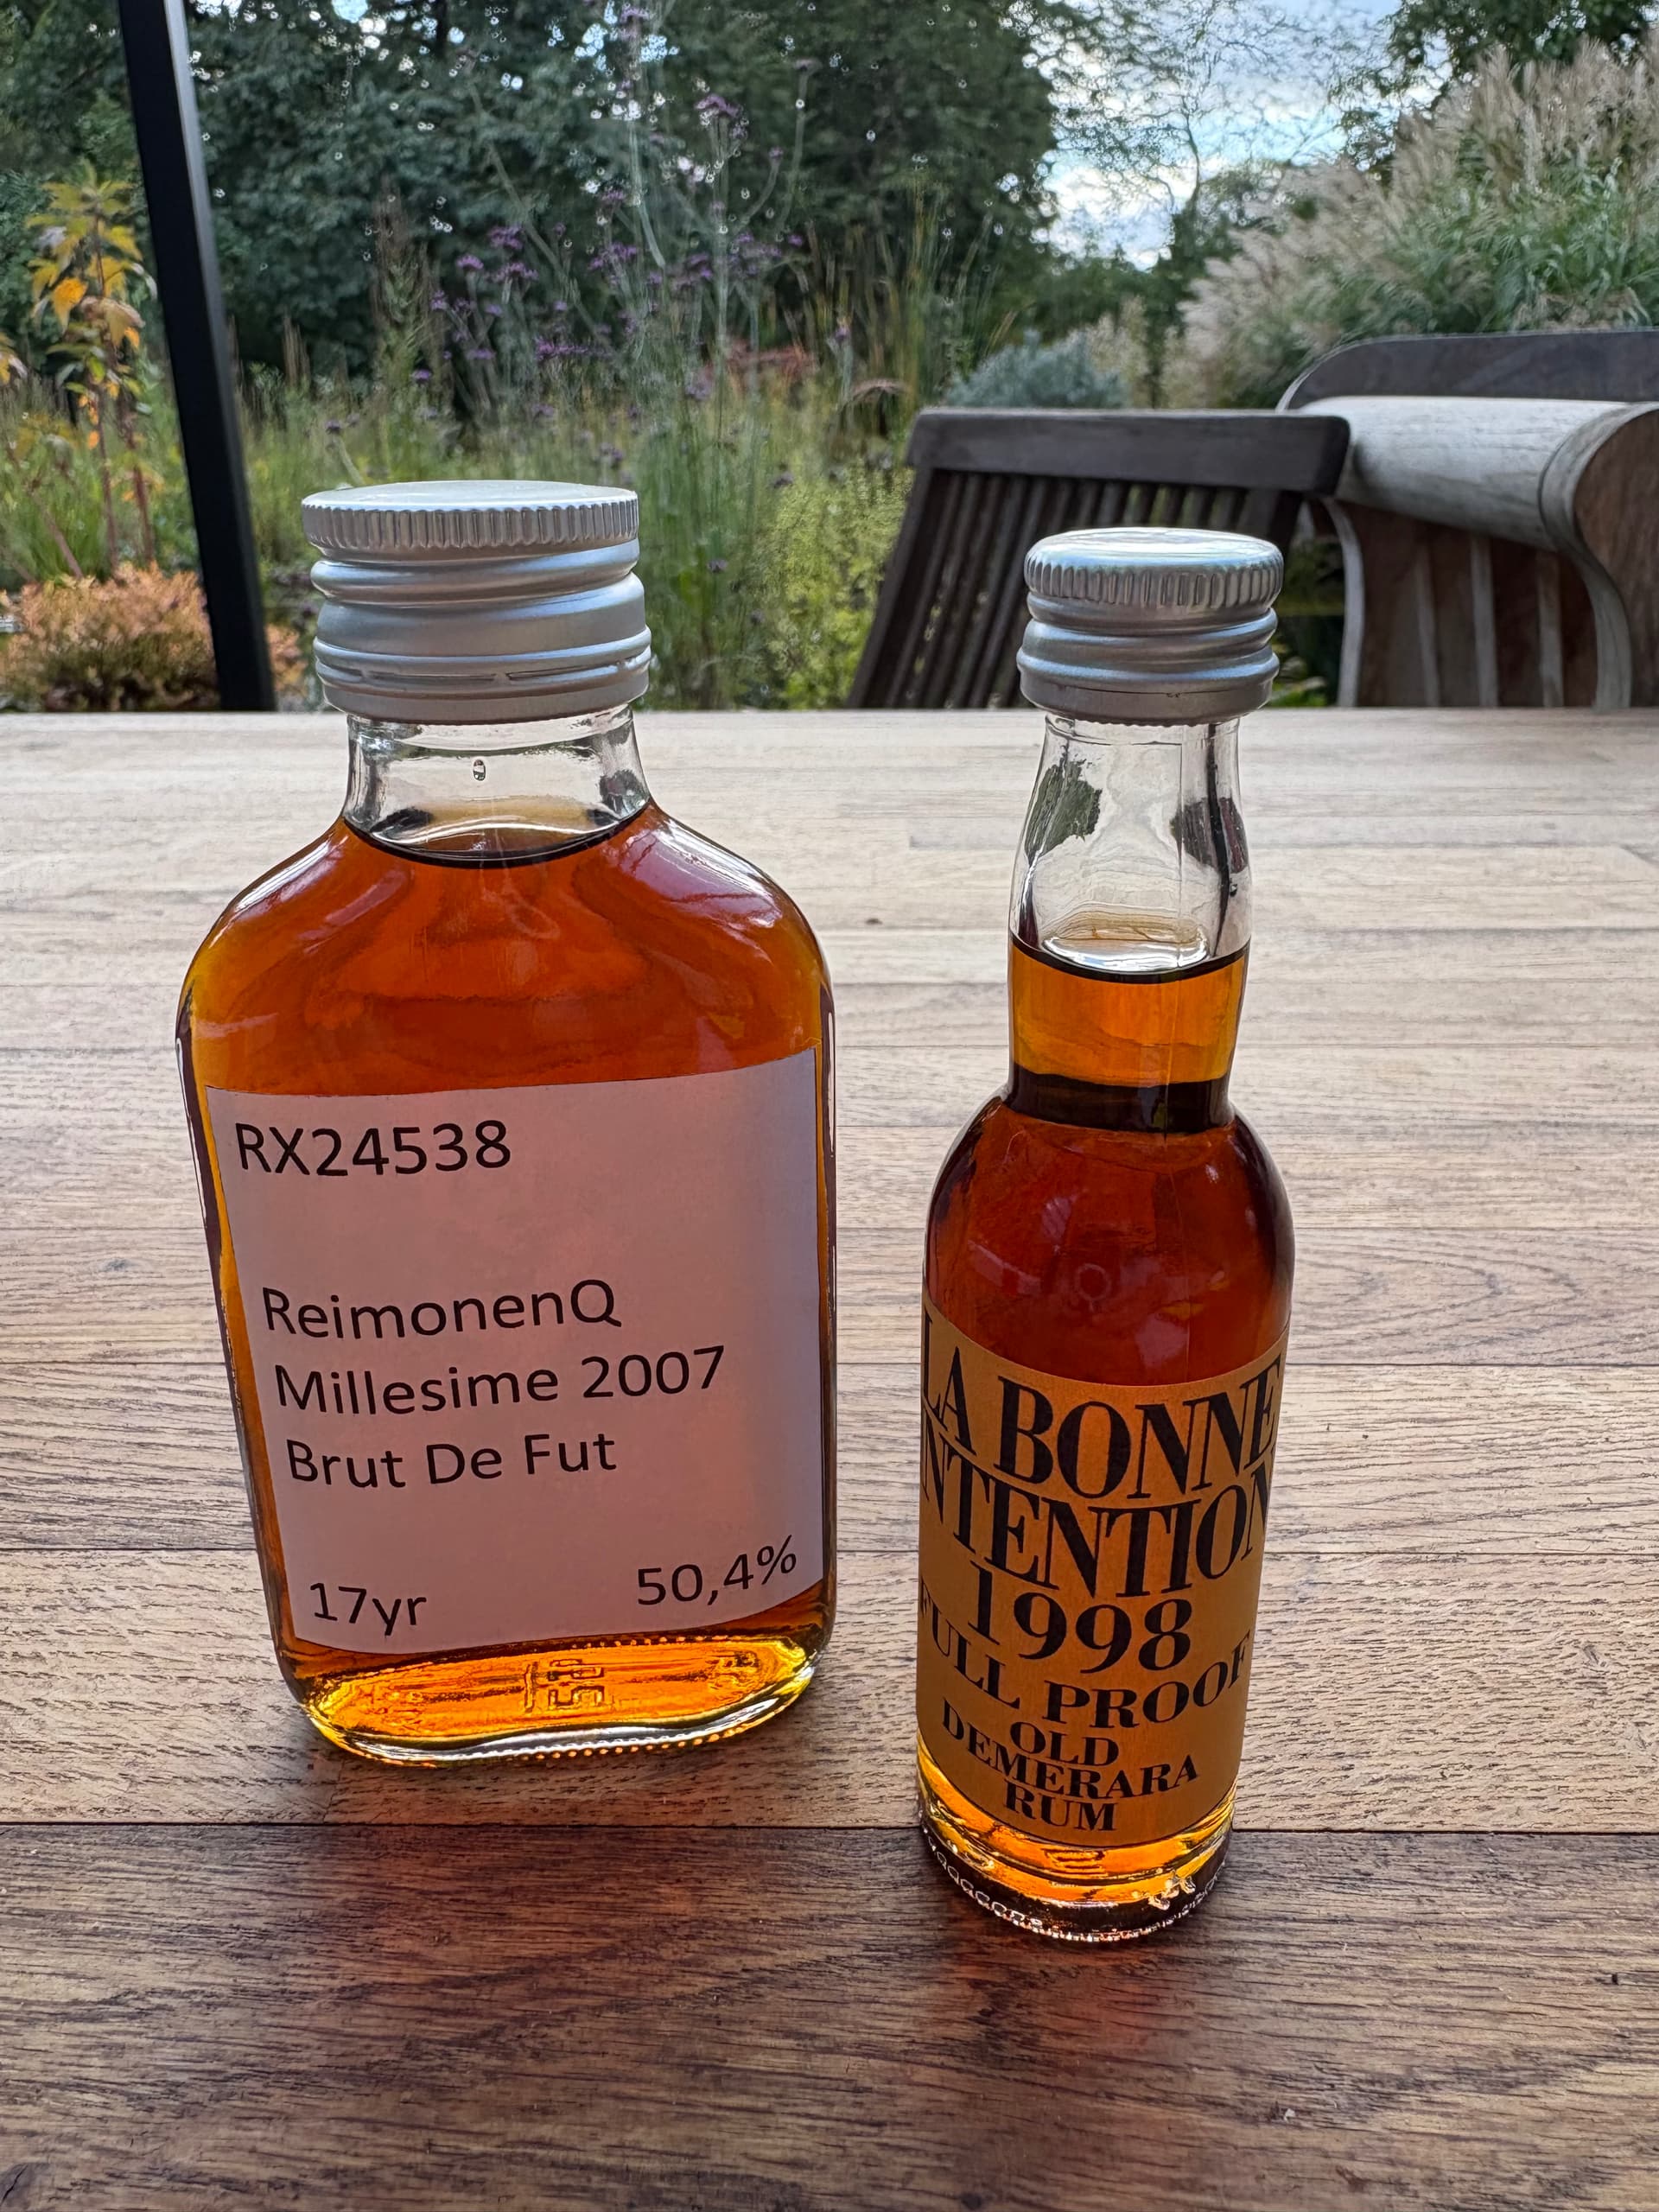 RX24538
ReimonenQ
Millesime 2007
Brut De Fut
17yr 50,4%
LA BONNE
INTENTION
1998
FULL PROOF
OLD
DEMERARA
RUM